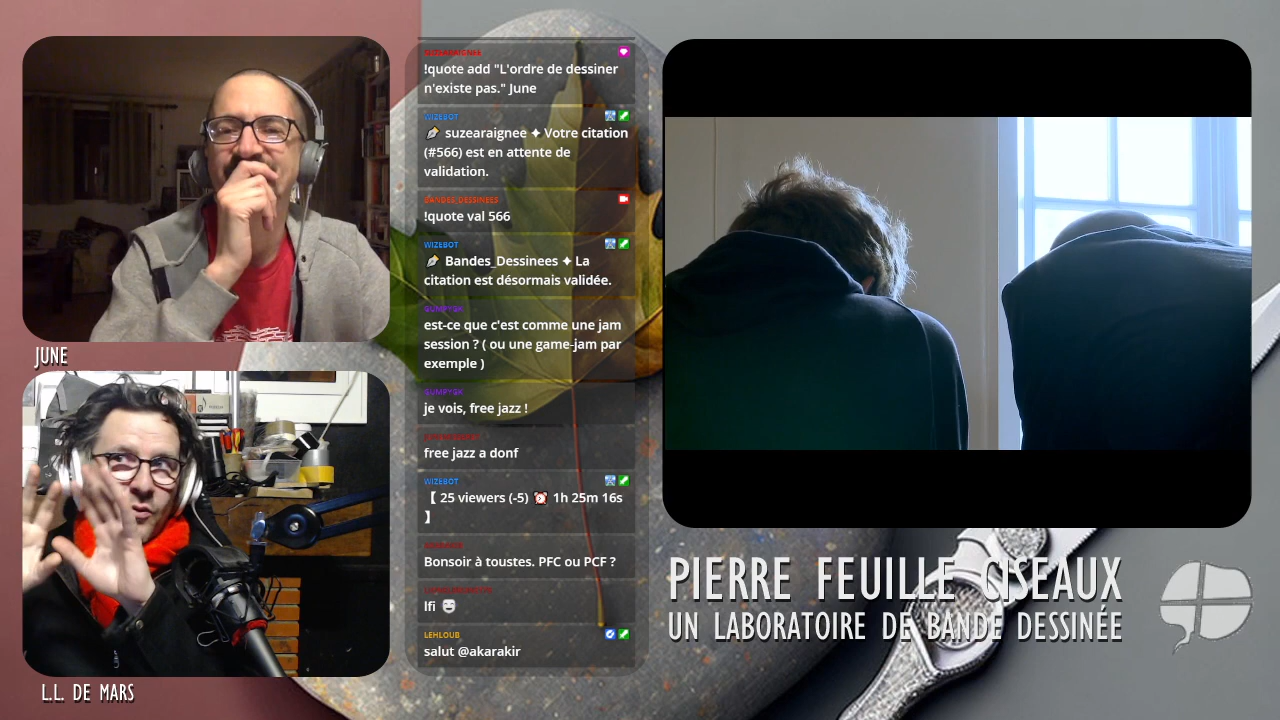 !quote add "L'ordre de dessiner
n'existe pas." June
WIZEBOT
suzearaignee ✦ Votre citation
(#566) est en attente de
validation.
BANDES_DESSINEES
!quote val 566
WIZEBOT
Bandes_Dessinees ✦ La
citation est désormais validée.
est-ce que c'est comme une jam
session ? ( ou une game-jam par
exemple )
je vois, free jazz !
free jazz a donf
WIZEBOT
【 25 viewers (-5) ⏰ 1h 25m 16s
】
Bonsoir à toustes. PFC ou PCF ?
lfi
LEHLOUB
salut @akarakir
JUNE
L.L. DE MARS
PIERRE FEUILLE CISEAUX
UN LABORATOIRE DE BANDE DESSINÉE